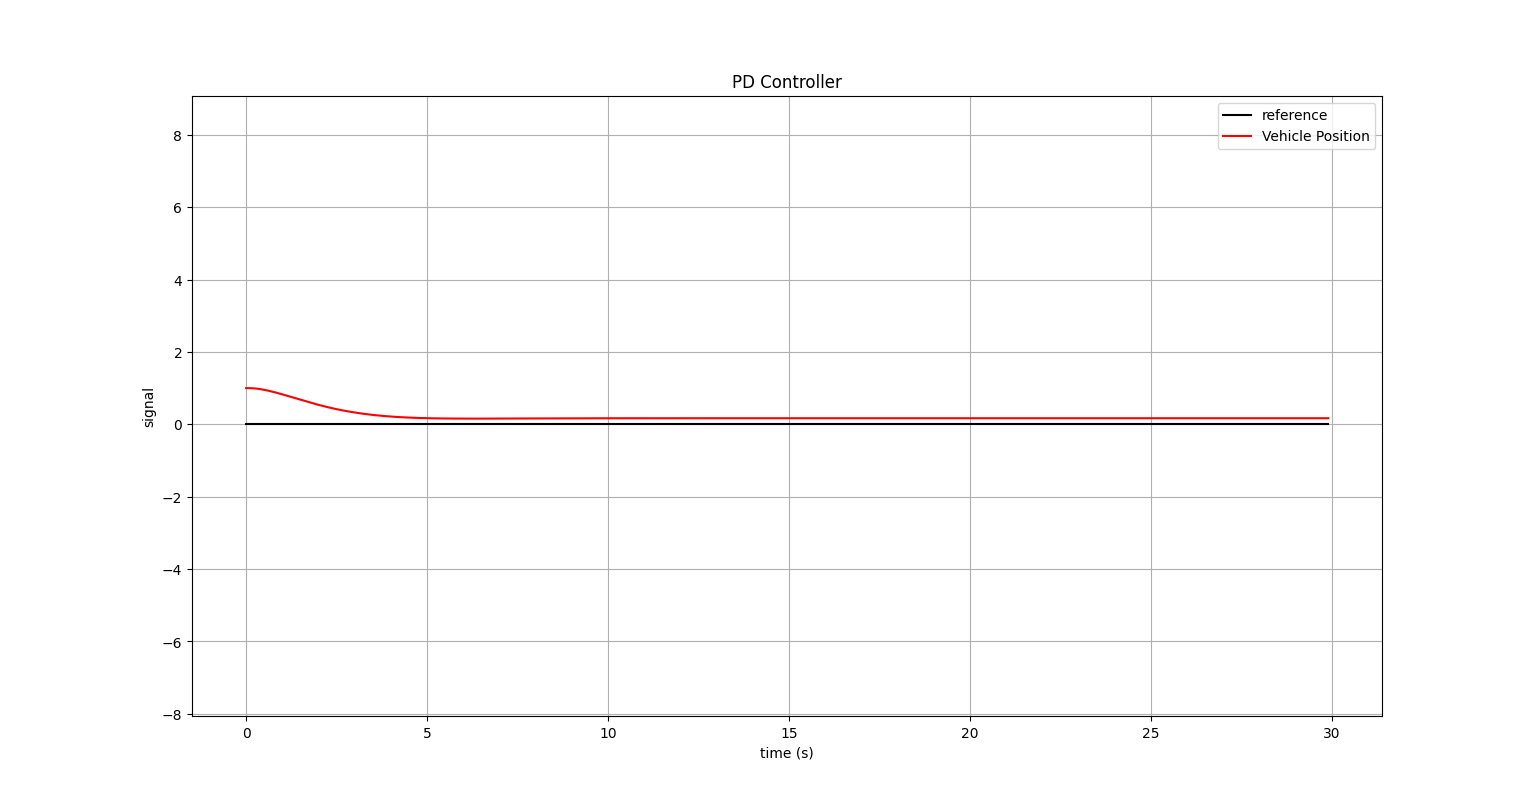 PD Controller
reference
Vehicle Position
8
6
4
2
0
−2
−4
−6
−8
signal
0 5 10 15 20 25 30
time (s)